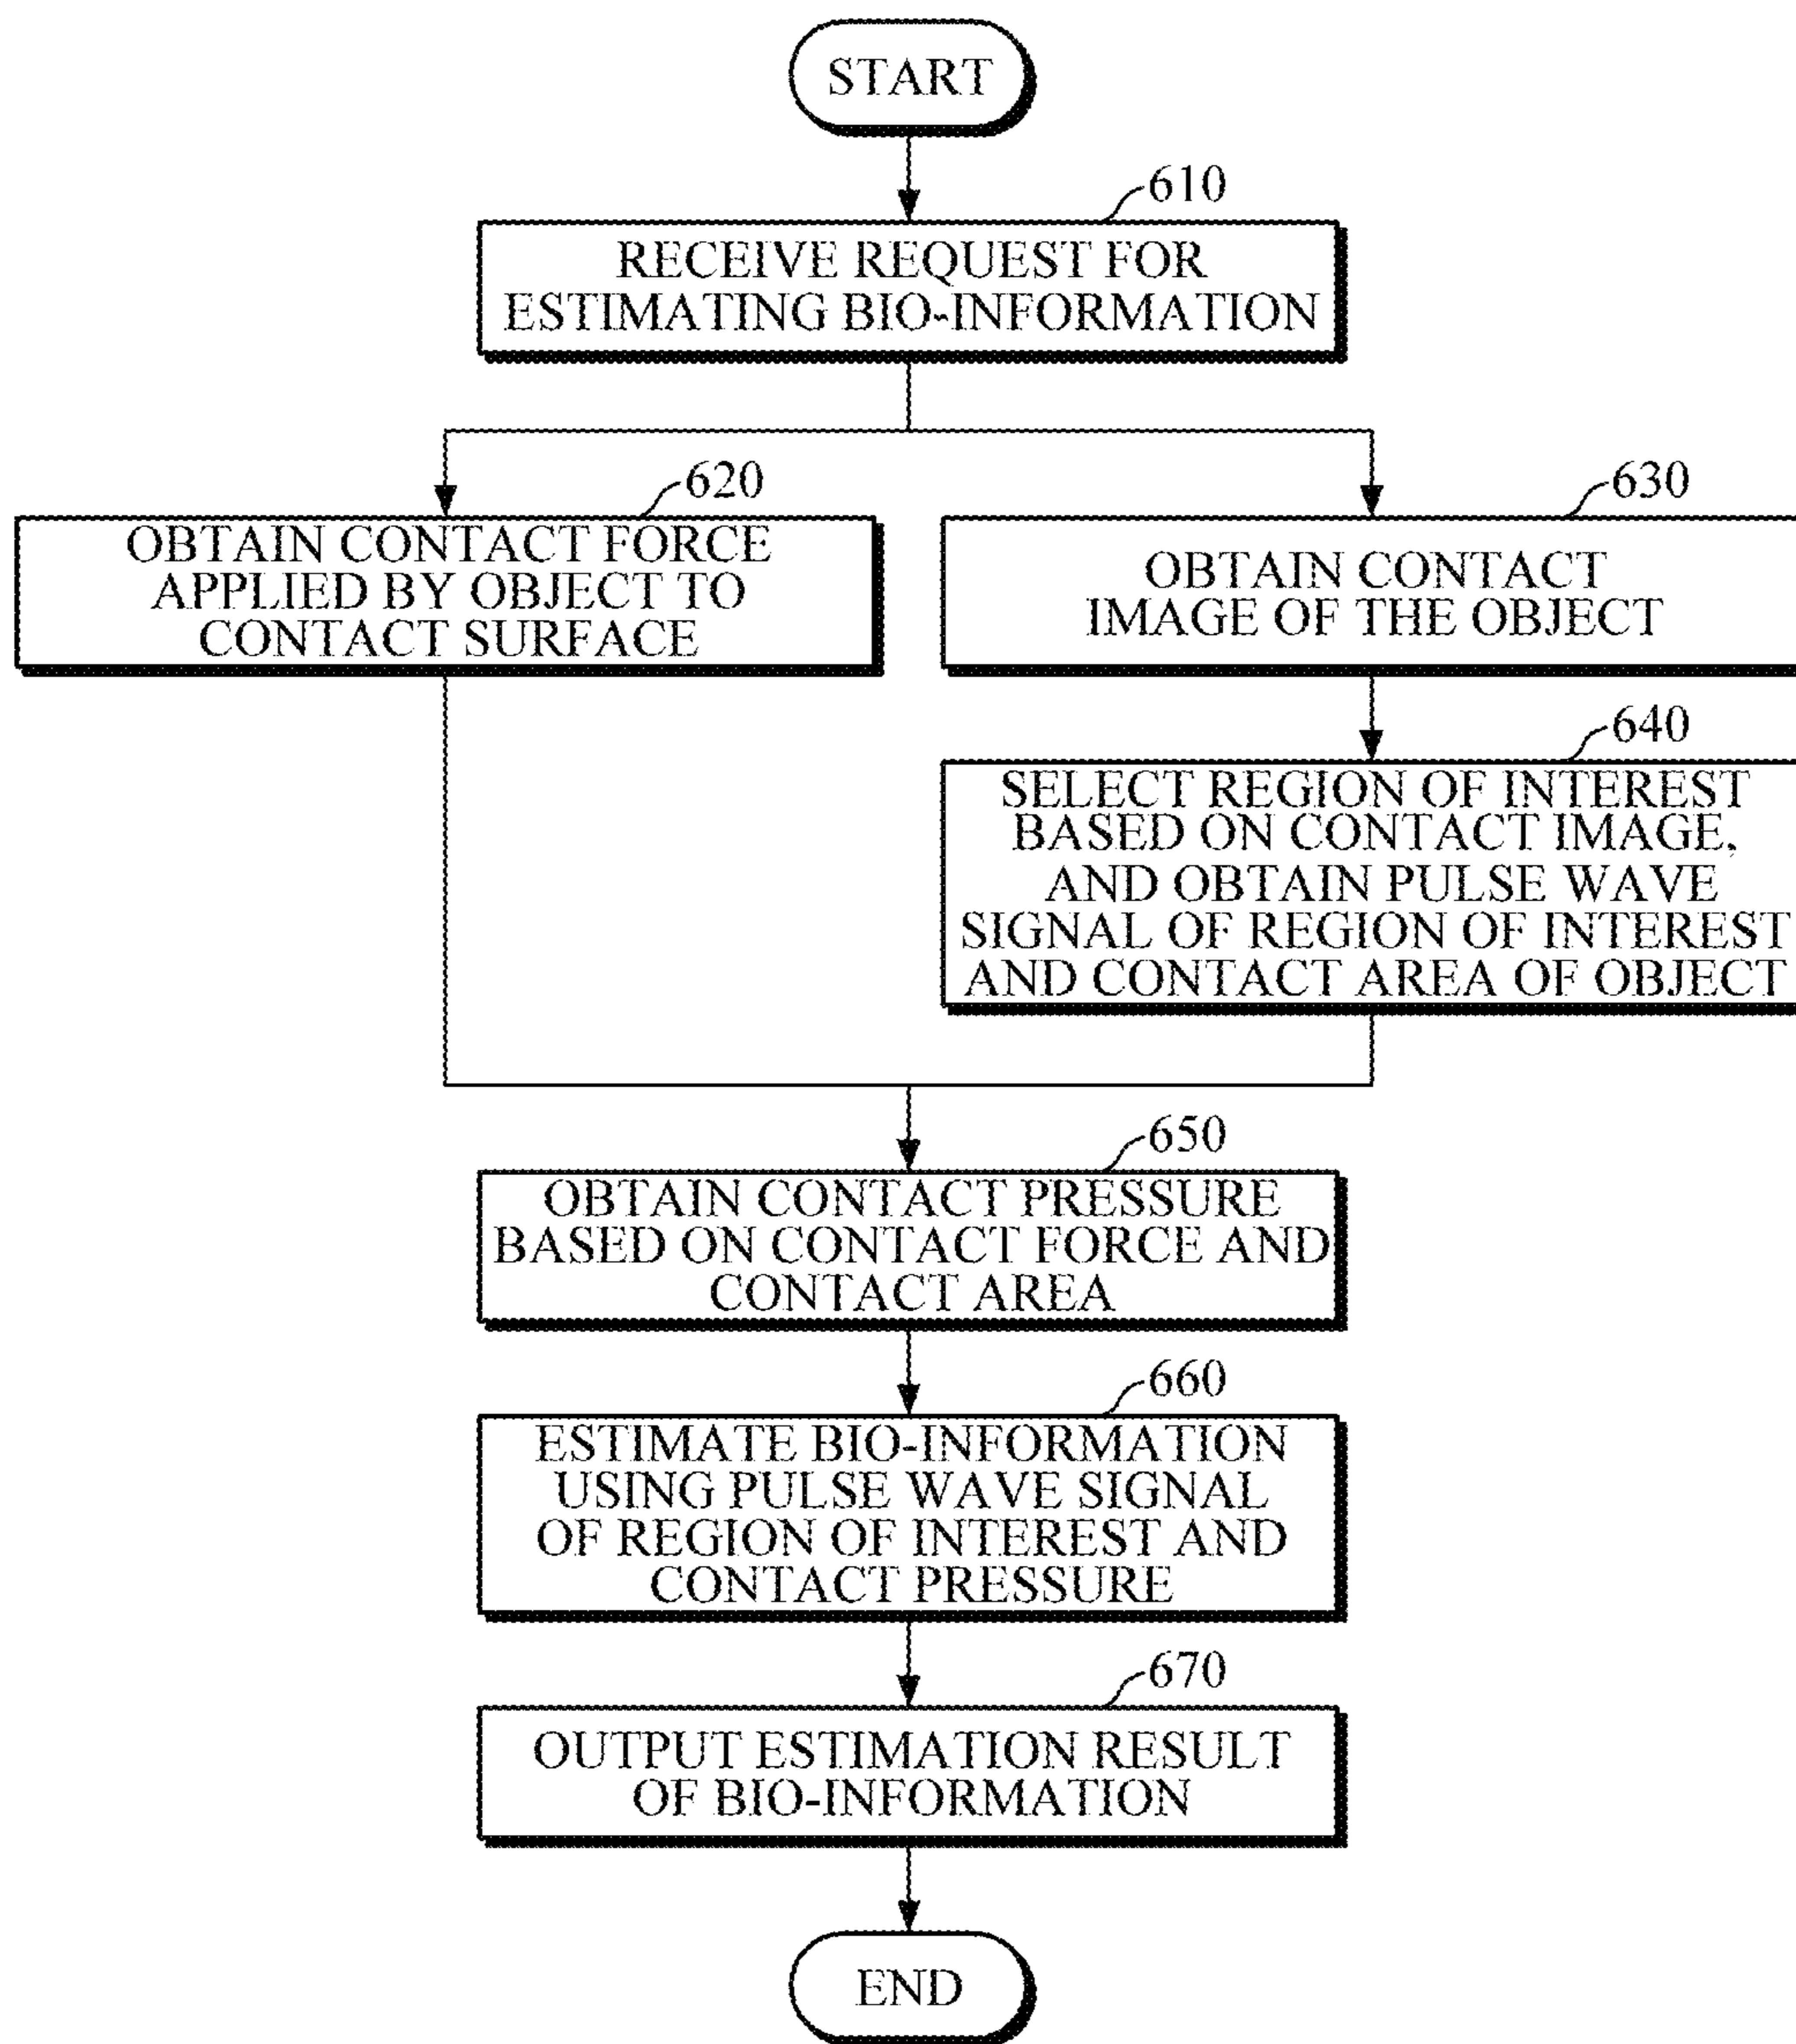 START
610
RECEIVE REQUEST FOR
ESTIMATING BIO-INFORMATION
620
OBTAIN CONTACT FORCE
APPLIED BY OBJECT TO
CONTACT SURFACE
630
OBTAIN CONTACT
IMAGE OF THE OBJECT
640
SELECT REGION OF INTEREST
BASED ON CONTACT IMAGE,
AND OBTAIN PULSE WAVE
SIGNAL OF REGION OF INTEREST
AND CONTACT AREA OF OBJECT
650
OBTAIN CONTACT PRESSURE
BASED ON CONTACT FORCE AND
CONTACT AREA
660
ESTIMATE BIO-INFORMATION
USING PULSE WAVE SIGNAL
OF REGION OF INTEREST AND
CONTACT PRESSURE
670
OUTPUT ESTIMATION RESULT
OF BIO-INFORMATION
END